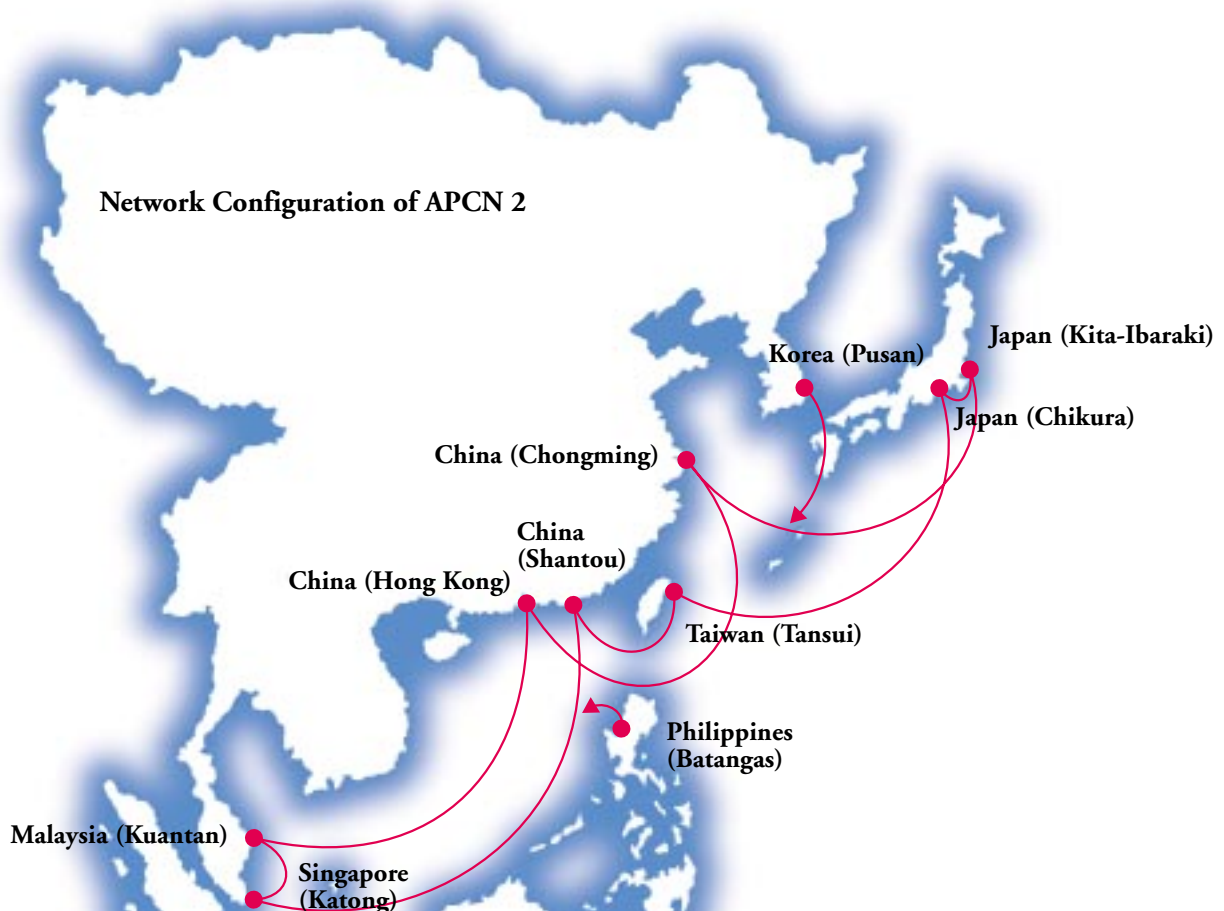 Network Configuration of APCN 2
Japan (Kita-Ibaraki)
Korea (Pusan)
Japan (Chikura)
China (Chongming)
China
(Shantou)
China (Hong Kong)
Taiwan (Tansui)
Philippines
(Batangas)
Malaysia (Kuantan)
Singapore
(Katong)